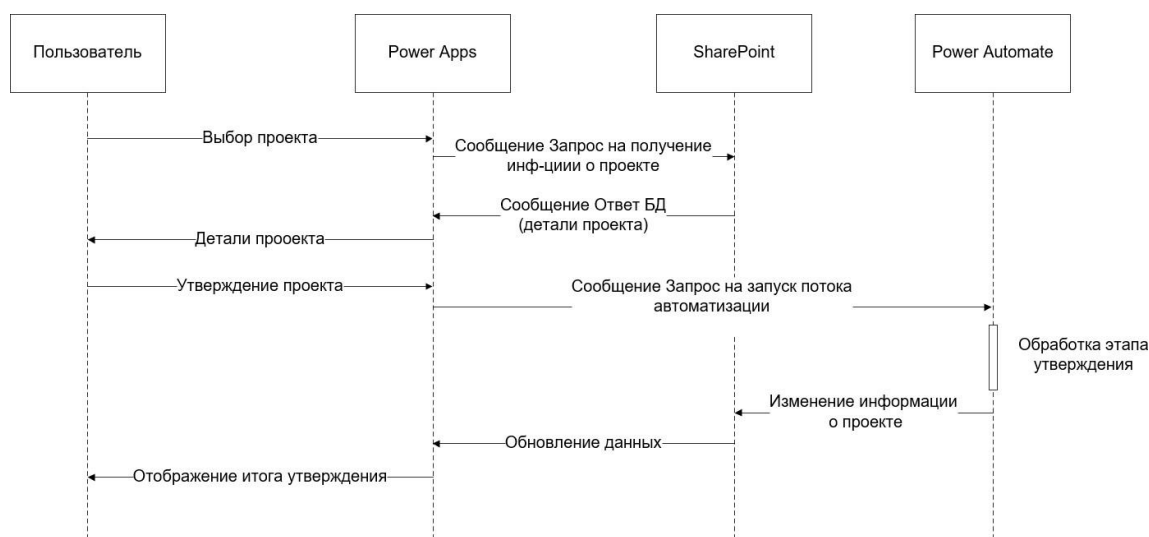 Пользователь
Power Apps
SharePoint
Power Automate
Выбор проекта
Сообщение Запрос на получение
инф-циии о проекте
Сообщение Ответ БД
(детали проекта)
Детали прооекта
Утверждение проекта
Сообщение Запрос на запуск потока
автоматизации
Обработка этапа
утверждения
Изменение информации
о проекте
Обновление данных
Отображение итога утверждения